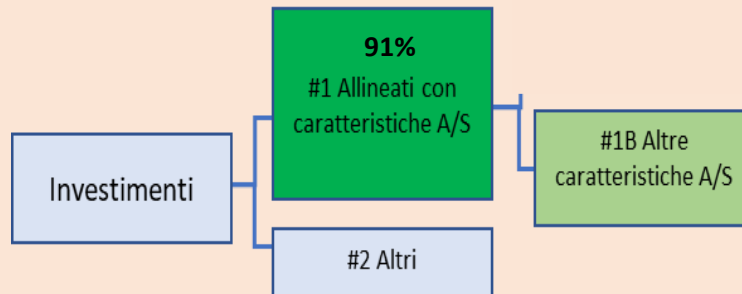 91%
#1 Allineati con
caratteristiche A/S
#1B Altre
caratteristiche A/S
Investimenti
#2 Altri